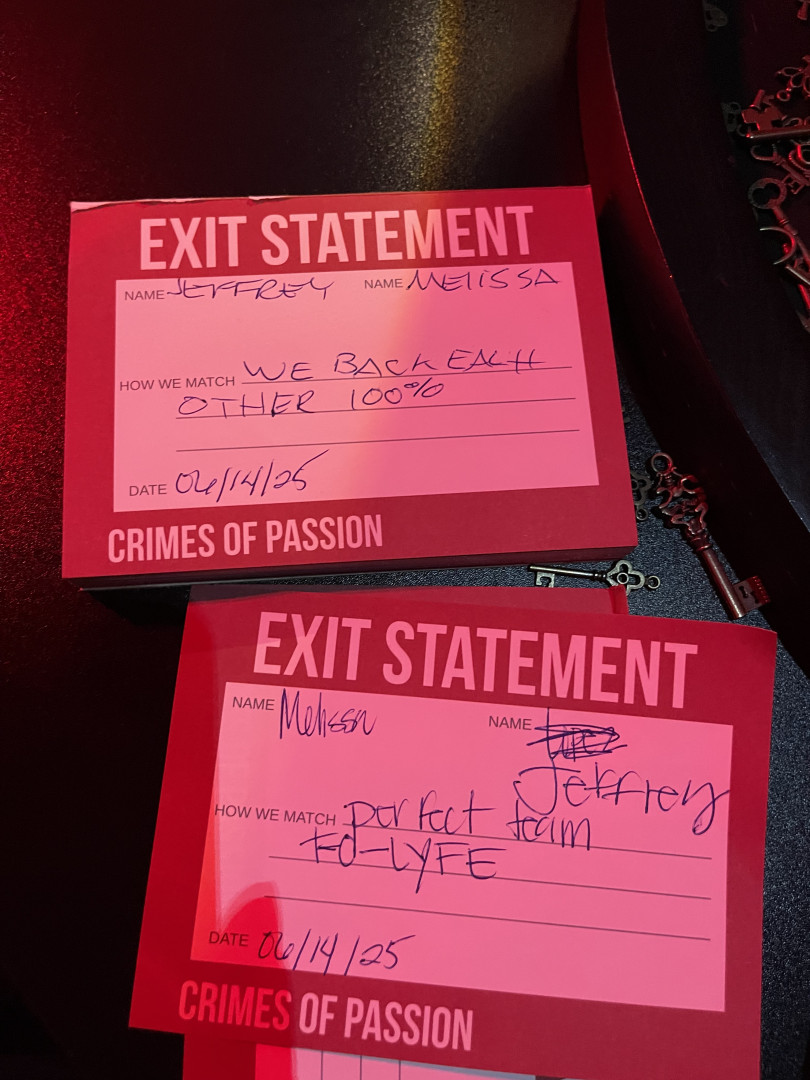 EXIT STATEMENT
NAME JEFFREY NAME MELISSA
HOW WE MATCH WE BACK EACH
OTHER 100%
DATE 06/14/25
CRIMES OF PASSION
EXIT STATEMENT
NAME Melissa NAME
Jeffrey
HOW WE MATCH perfect team
FO-LYFE
DATE 06/14/25
CRIMES OF PASSION